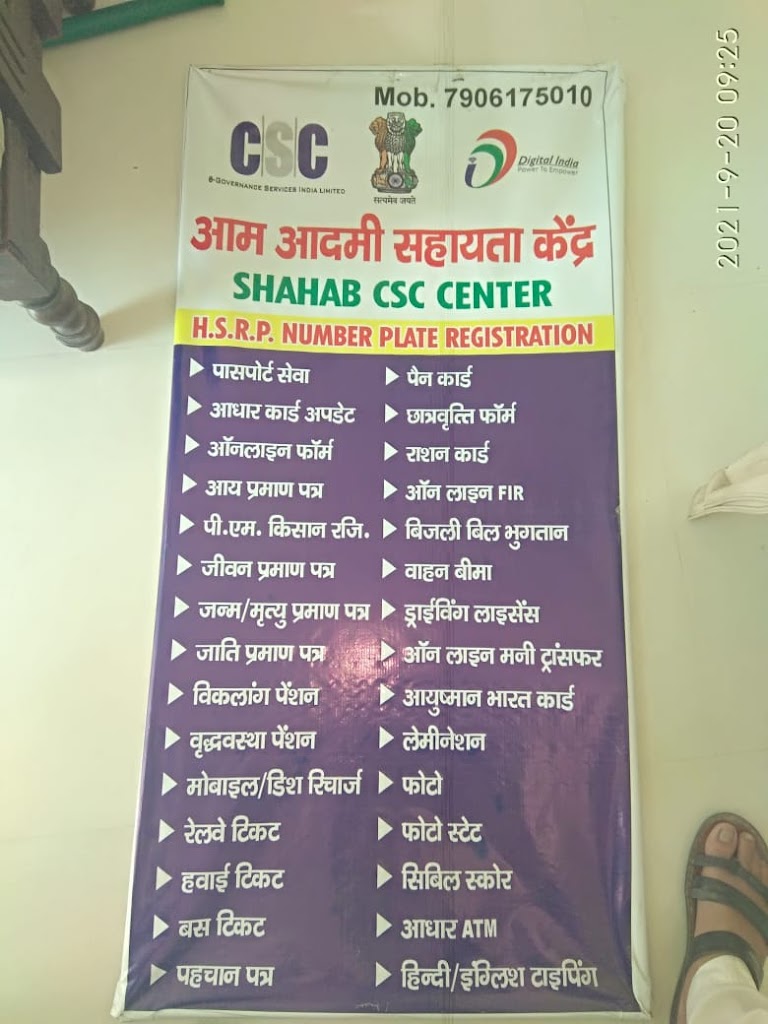 Mob. 7906175010
CSC
e-Governance Services India Limited
सत्यमेव जयते
Digital India
Power To Empower
आम आदमी सहायता केंद्र
SHAHAB CSC CENTER
H.S.R.P. NUMBER PLATE REGISTRATION
पासपोर्ट सेवा
आधार कार्ड अपडेट
ऑनलाइन फॉर्म
आय प्रमाण पत्र
पी.एम. किसान रजि.
जीवन प्रमाण पत्र
जन्म/मृत्यु प्रमाण पत्र
जाति प्रमाण पत्र
विकलांग पेंशन
वृद्धवस्था पेंशन
मोबाइल/डिश रिचार्ज
रेलवे टिकट
हवाई टिकट
बस टिकट
पहचान पत्र
पैन कार्ड
छात्रवृत्ति फॉर्म
राशन कार्ड
ऑन लाइन FIR
बिजली बिल भुगतान
वाहन बीमा
ड्राईविंग लाइसेंस
ऑन लाइन मनी ट्रांसफर
आयुष्मान भारत कार्ड
लेमीनेशन
फोटो
फोटो स्टेट
सिबिल स्कोर
आधार ATM
हिन्दी/इंग्लिश टाइपिंग
2021-9-20 09:25